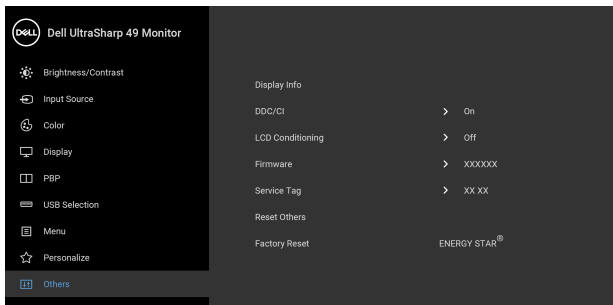 DELL Dell UltraSharp 49 Monitor
Brightness/Contrast
Input Source
Color
Display
PBP
USB Selection
Menu
Personalize
Others
Display Info
DDC/CI > On
LCD Conditioning > Off
Firmware > XXXXXX
Service Tag > XX XX
Reset Others
Factory Reset ENERGY STAR®